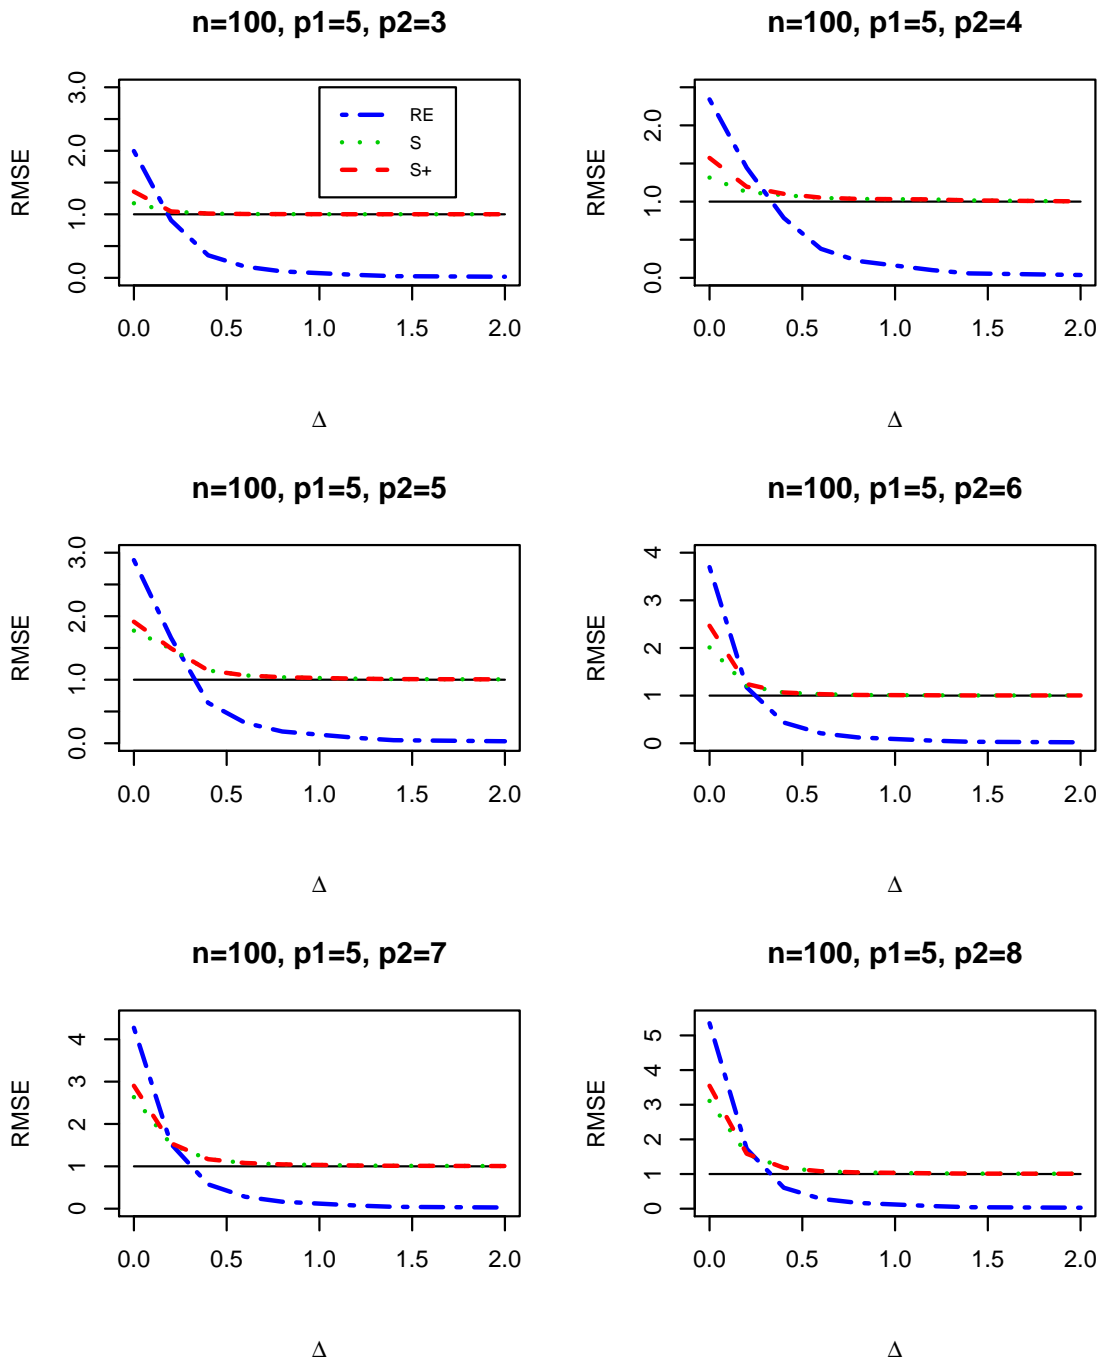 n=100, p1=5, p2=3
RMSE
0.0 1.0 2.0 3.0
RE
S
S+
0.0 0.5 1.0 1.5 2.0
Δ
n=100, p1=5, p2=4
RMSE
0.0 1.0 2.0
0.0 0.5 1.0 1.5 2.0
Δ
n=100, p1=5, p2=5
RMSE
0.0 1.0 2.0 3.0
0.0 0.5 1.0 1.5 2.0
Δ
n=100, p1=5, p2=6
RMSE
0 1 2 3 4
0.0 0.5 1.0 1.5 2.0
Δ
n=100, p1=5, p2=7
RMSE
0 1 2 3 4
0.0 0.5 1.0 1.5 2.0
Δ
n=100, p1=5, p2=8
RMSE
0 1 2 3 4 5
0.0 0.5 1.0 1.5 2.0
Δ